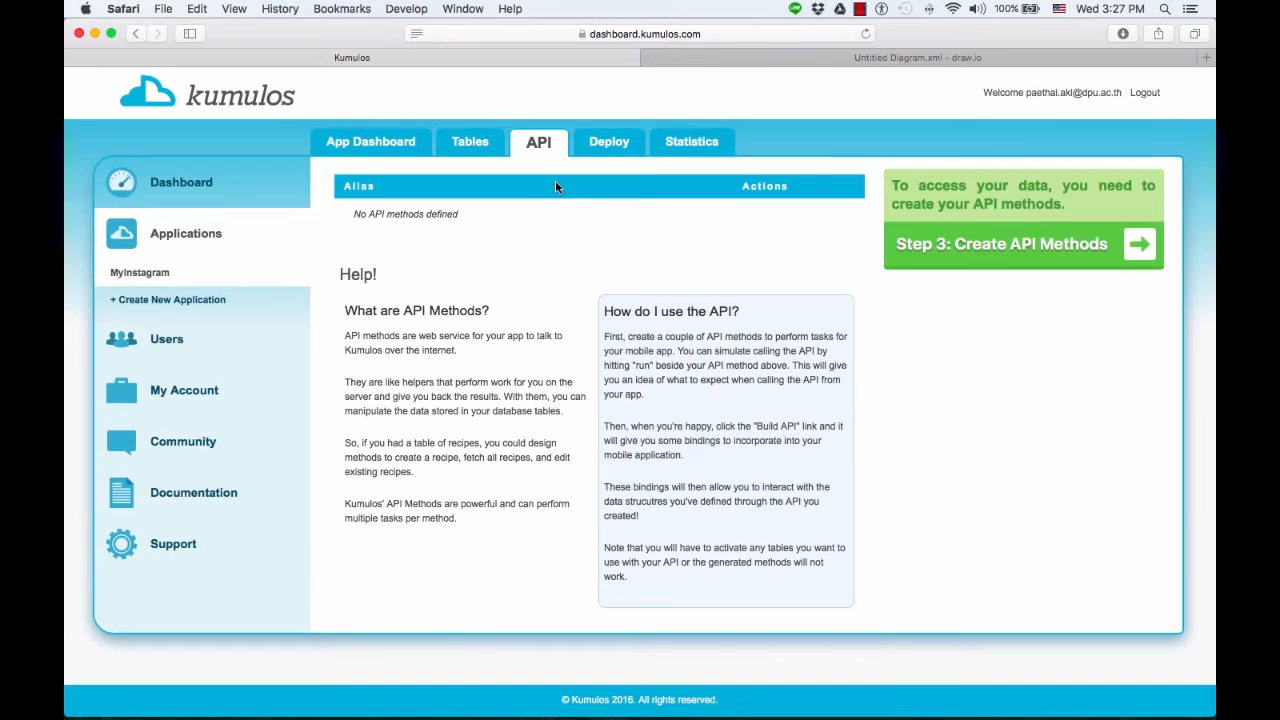 Safari File Edit View History Bookmarks Develop Window Help 100% Wed 3:27 PM
dashboard.kumulos.com
Kumulos Untitled Diagram.xml - draw.io
kumulos
Welcome paethai.akl@dpu.ac.th Logout
App Dashboard Tables API Deploy Statistics
Dashboard
Applications
MyInstagram
+ Create New Application
Users
My Account
Community
Documentation
Support
Alias Actions
No API methods defined
Help!
What are API Methods?
API methods are web service for your app to talk to
Kumulos over the internet.
They are like helpers that perform work for you on the
server and give you back the results. With them, you can
manipulate the data stored in your database tables.
So, if you had a table of recipes, you could design
methods to create a recipe, fetch all recipes, and edit
existing recipes.
Kumulos' API Methods are powerful and can perform
multiple tasks per method.
How do I use the API?
First, create a couple of API methods to perform tasks for
your mobile app. You can simulate calling the API by
hitting "run" beside your API method above. This will give
you an idea of what to expect when calling the API from
your app.
Then, when you're happy, click the "Build API" link and it
will give you some bindings to incorporate into your
mobile application.
These bindings will then allow you to interact with the
data strucutres you've defined through the API you
created!
Note that you will have to activate any tables you want to
use with your API or the generated methods will not
work.
To access your data, you need to
create your API methods.
Step 3: Create API Methods
© Kumulos 2016. All rights reserved.